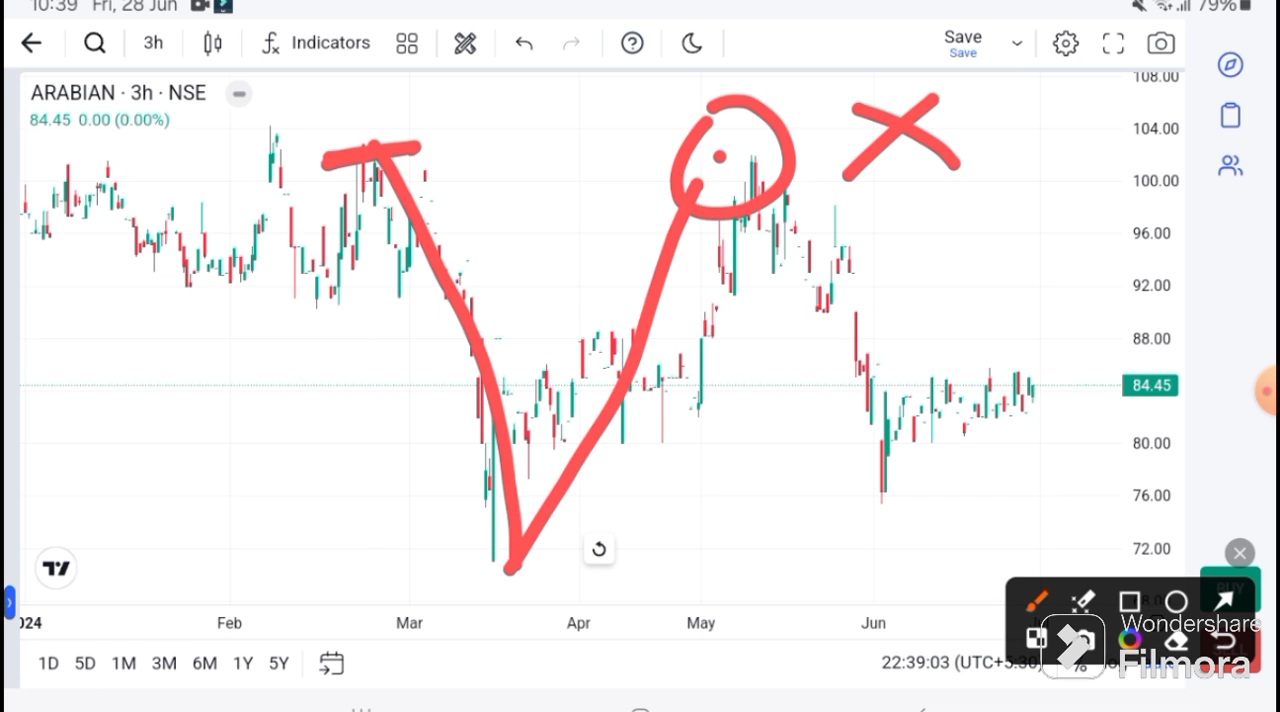 10:39 Fri, 28 Jun
79%
3h
Indicators
Save
Save
ARABIAN · 3h · NSE
84.45 0.00 (0.00%)
108.00
104.00
100.00
96.00
92.00
88.00
84.45
80.00
76.00
72.00
024 Feb Mar Apr May Jun
1D 5D 1M 3M 6M 1Y 5Y
22:39:03 (UTC+5:30)
%
Wondershare
Filmora